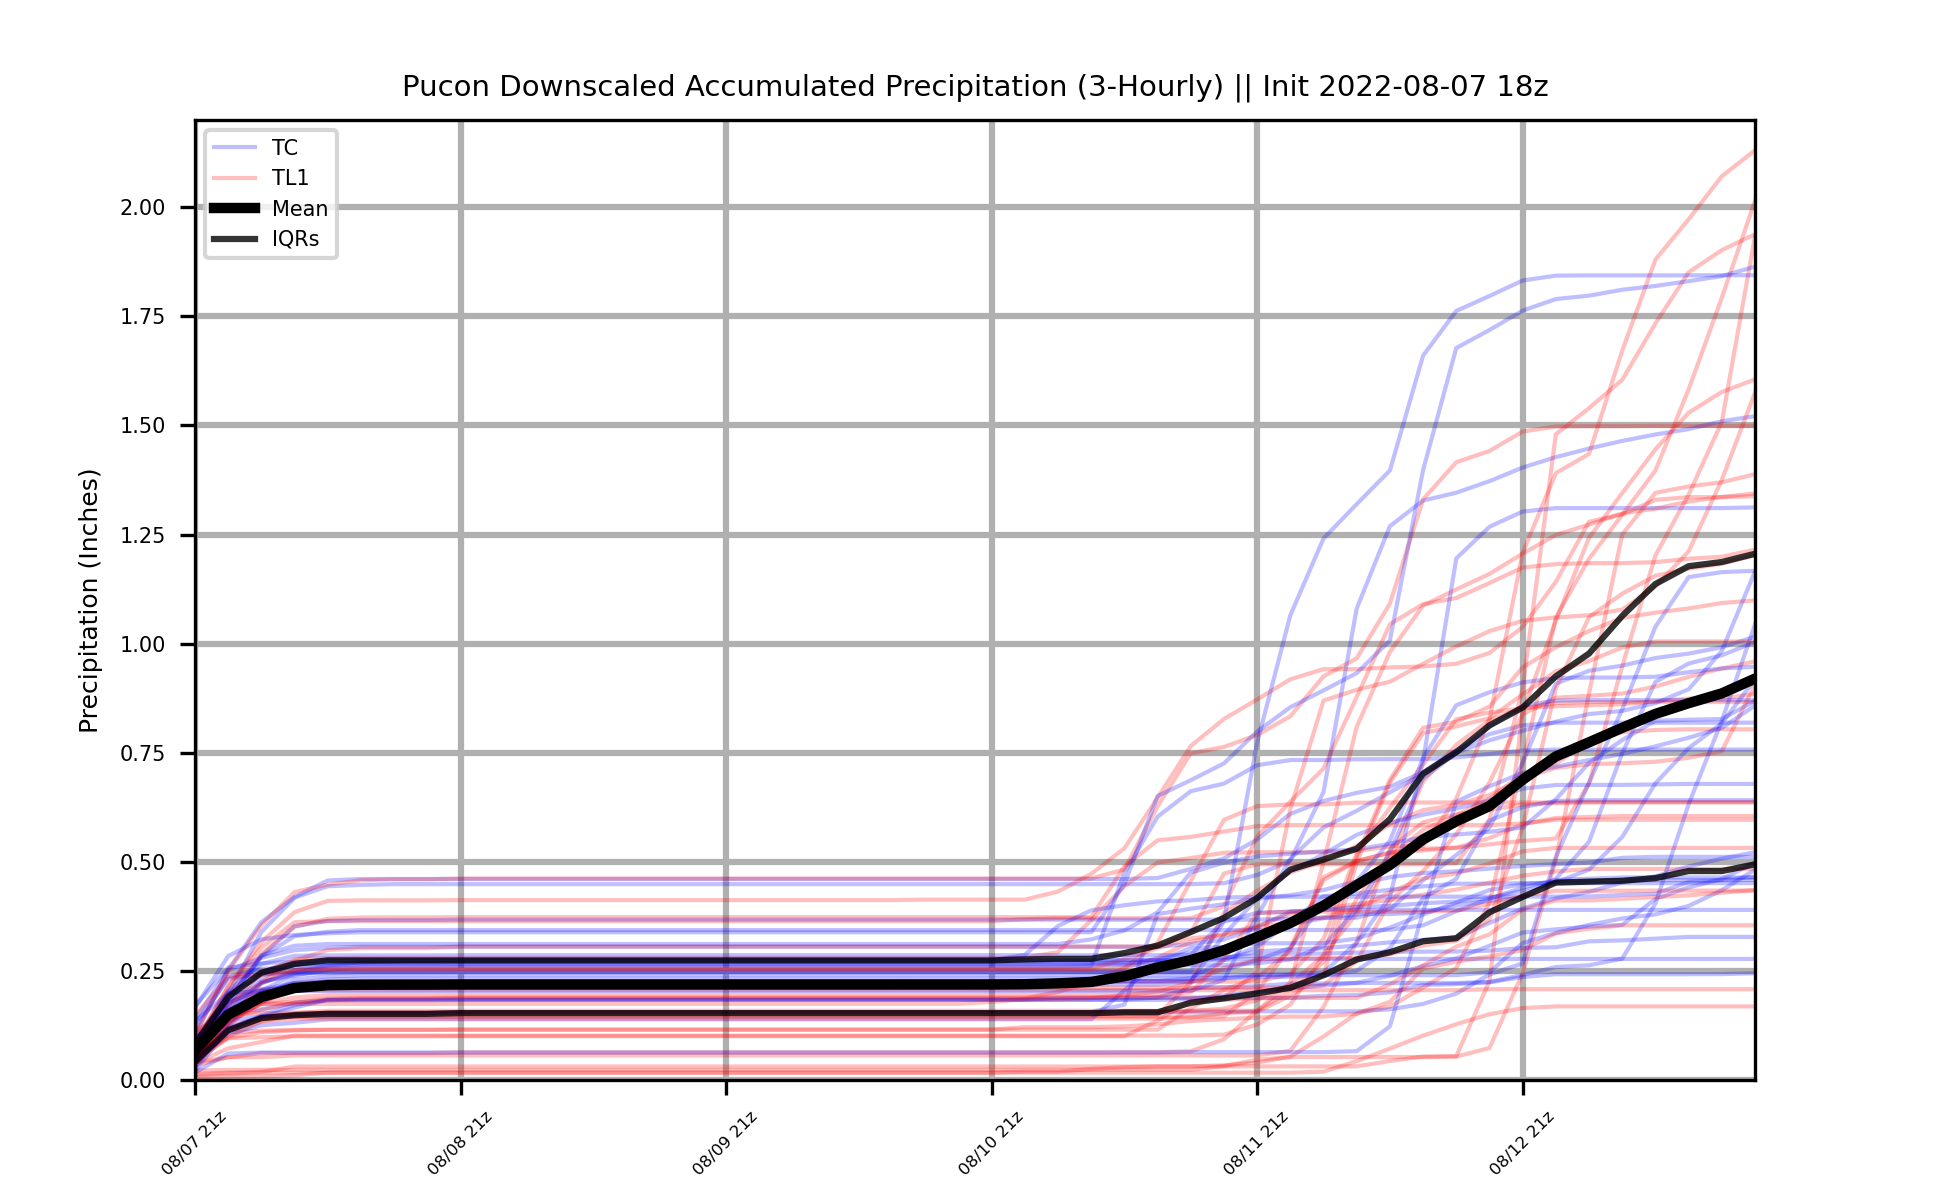 Pucon Downscaled Accumulated Precipitation (3-Hourly) || Init 2022-08-07 18z
TC
TL1
Mean
IQRs
Precipitation (Inches)
2.00
1.75
1.50
1.25
1.00
0.75
0.50
0.25
0.00
08/07 21z
08/08 21z
08/09 21z
08/10 21z
08/11 21z
08/12 21z